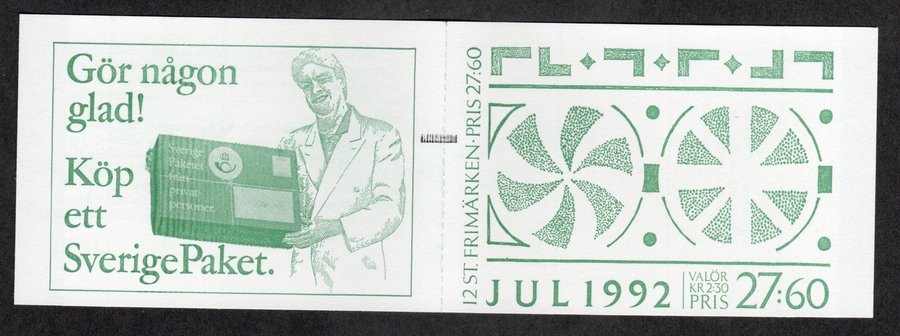 Gör någon
glad!
Köp
ett
SverigePaket.
Sverige
Paketet
från
privat-
personer.
12 ST. FRIMÄRKEN · PRIS 27:60
JUL 1992
VALÖR
KR 2:30
PRIS 27:60